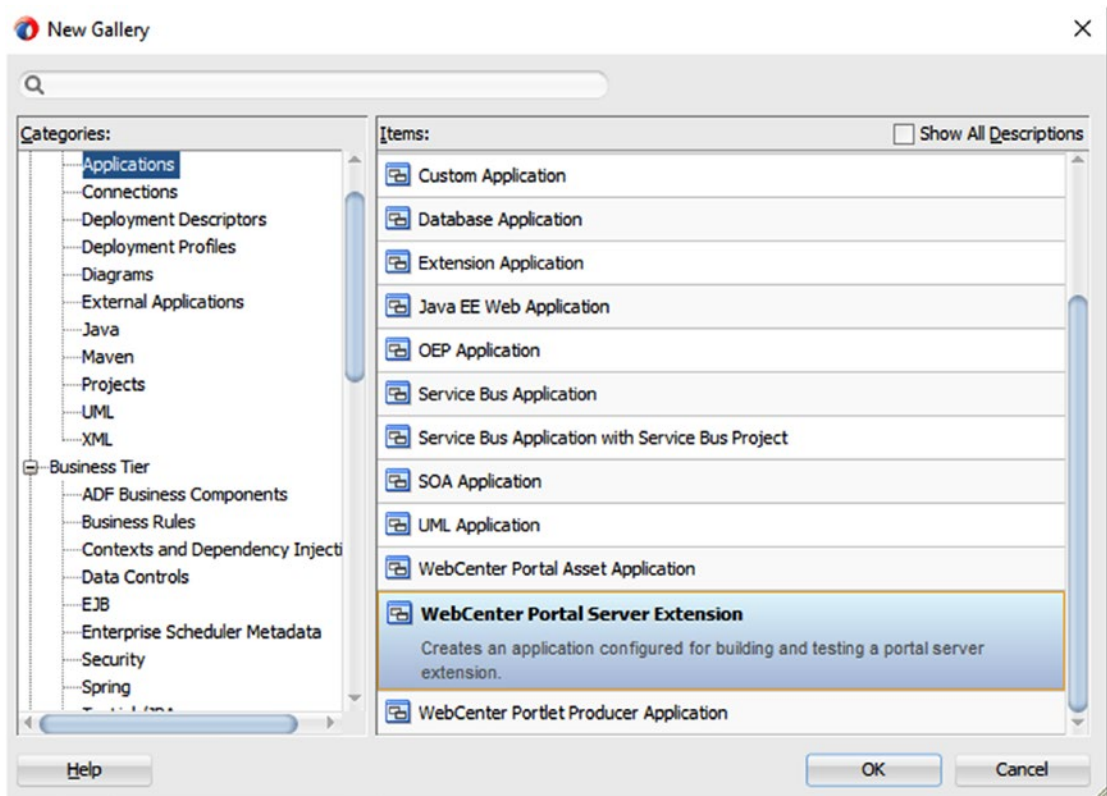 New Gallery
Categories:
Applications
Connections
Deployment Descriptors
Deployment Profiles
Diagrams
External Applications
Java
Maven
Projects
UML
XML
Business Tier
ADF Business Components
Business Rules
Contexts and Dependency Injecti
Data Controls
EJB
Enterprise Scheduler Metadata
Security
Spring
Items:
Show All Descriptions
Custom Application
Database Application
Extension Application
Java EE Web Application
OEP Application
Service Bus Application
Service Bus Application with Service Bus Project
SOA Application
UML Application
WebCenter Portal Asset Application
WebCenter Portal Server Extension
Creates an application configured for building and testing a portal server
extension.
WebCenter Portlet Producer Application
Help
OK
Cancel